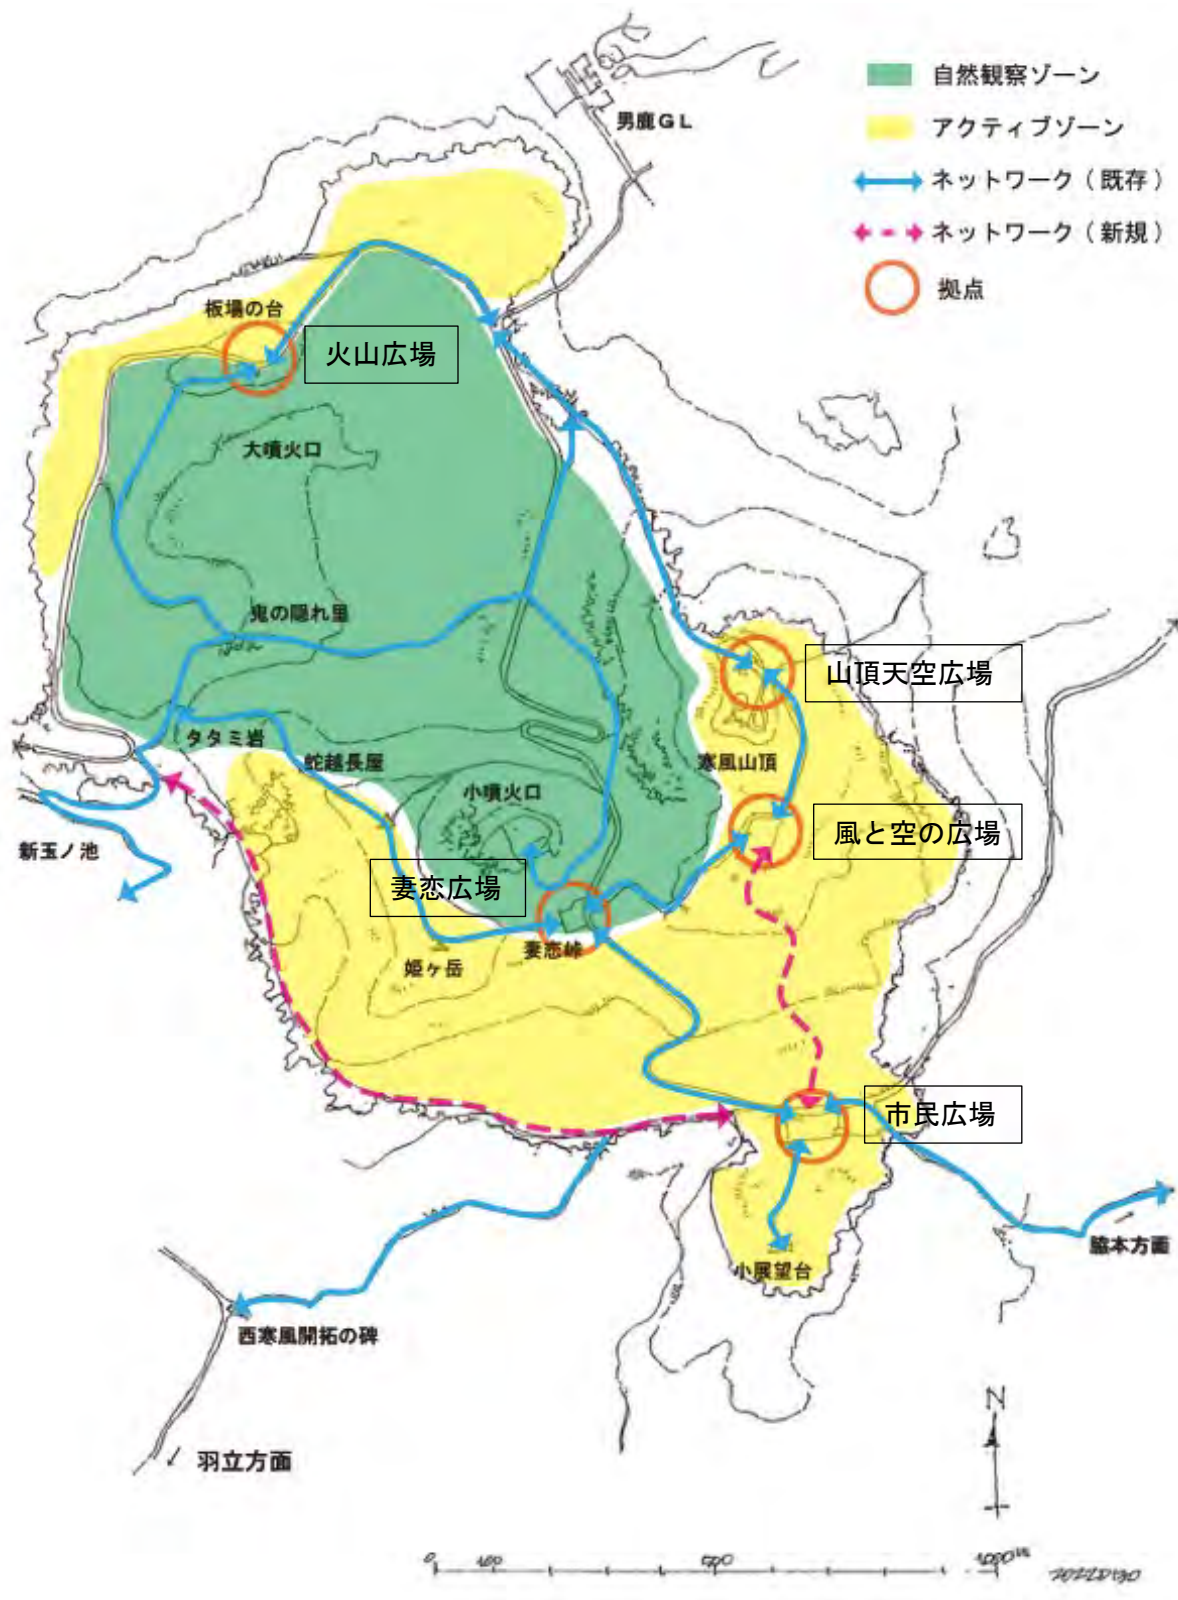 自然観察ゾーン
アクティブゾーン
ネットワーク（既存）
ネットワーク（新規）
拠点
男鹿GL
板場の台
火山広場
大噴火口
鬼の隠れ里
山頂天空広場
タタミ岩
蛇越長屋
寒風山頂
小噴火口
風と空の広場
新玉ノ池
妻恋広場
妻恋峠
姫ヶ岳
市民広場
脇本方面
小展望台
西寒風開拓の碑
羽立方面
N
0 100 500 1000m